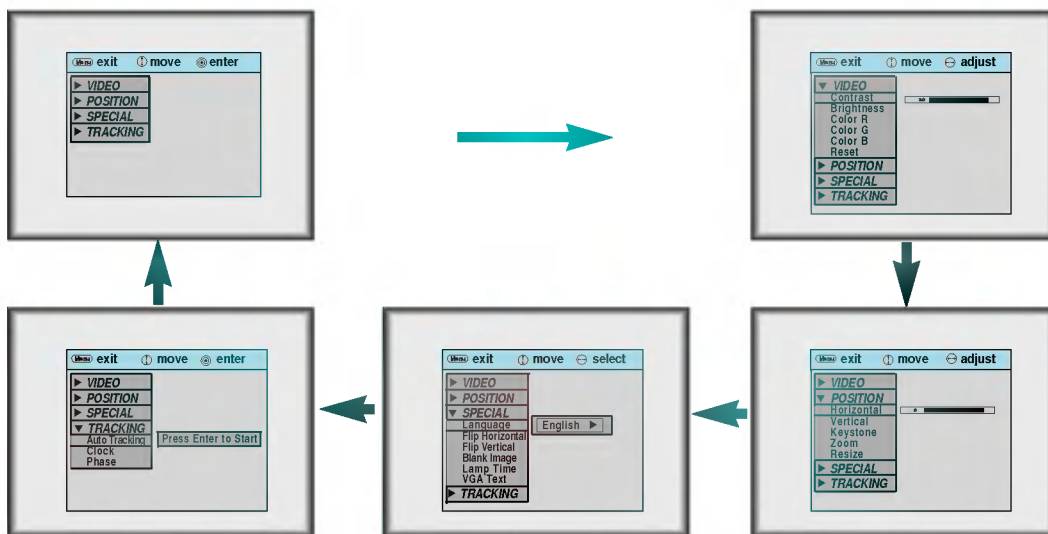 MENU exit move enter
VIDEO
POSITION
SPECIAL
TRACKING
MENU exit move adjust
VIDEO
Contrast
Brightness
Color R
Color G
Color B
Reset
POSITION
SPECIAL
TRACKING
MENU exit move enter
VIDEO
POSITION
SPECIAL
TRACKING
Auto Tracking Press Enter to Start
Clock
Phase
MENU exit move select
VIDEO
POSITION
SPECIAL
Language English
Flip Horizontal
Flip Vertical
Blank Image
Lamp Time
VGA Text
TRACKING
MENU exit move adjust
VIDEO
POSITION
Horizontal
Vertical
Keystone
Zoom
Resize
SPECIAL
TRACKING